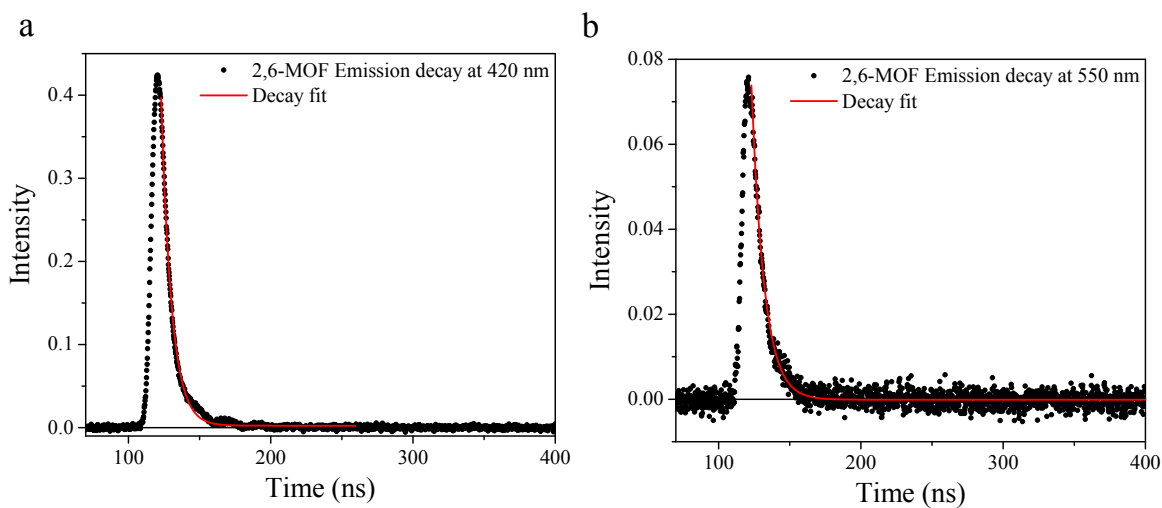 a
2,6-MOF Emission decay at 420 nm
Decay fit
0.4
0.3
0.2
0.1
0.0
Intensity
100
200
300
400
Time (ns)
b
2,6-MOF Emission decay at 550 nm
Decay fit
0.08
0.06
0.04
0.02
0.00
Intensity
100
200
300
400
Time (ns)